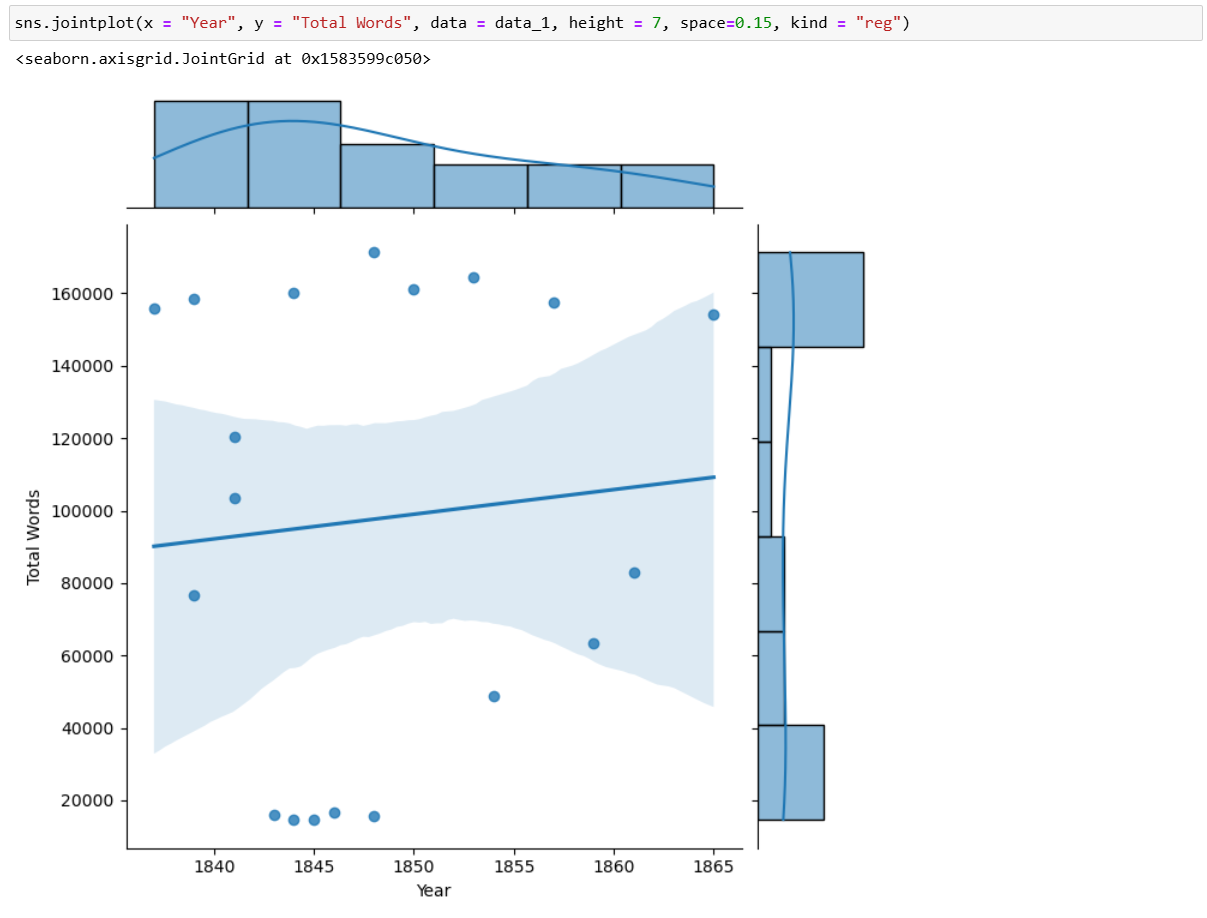 sns.jointplot(x = "Year", y = "Total Words", data = data_1, height = 7, space=0.15, kind = "reg")
<seaborn.axisgrid.JointGrid at 0x1583599c050>
160000
140000
120000
100000
80000
60000
40000
20000
Total Words
1840 1845 1850 1855 1860 1865
Year